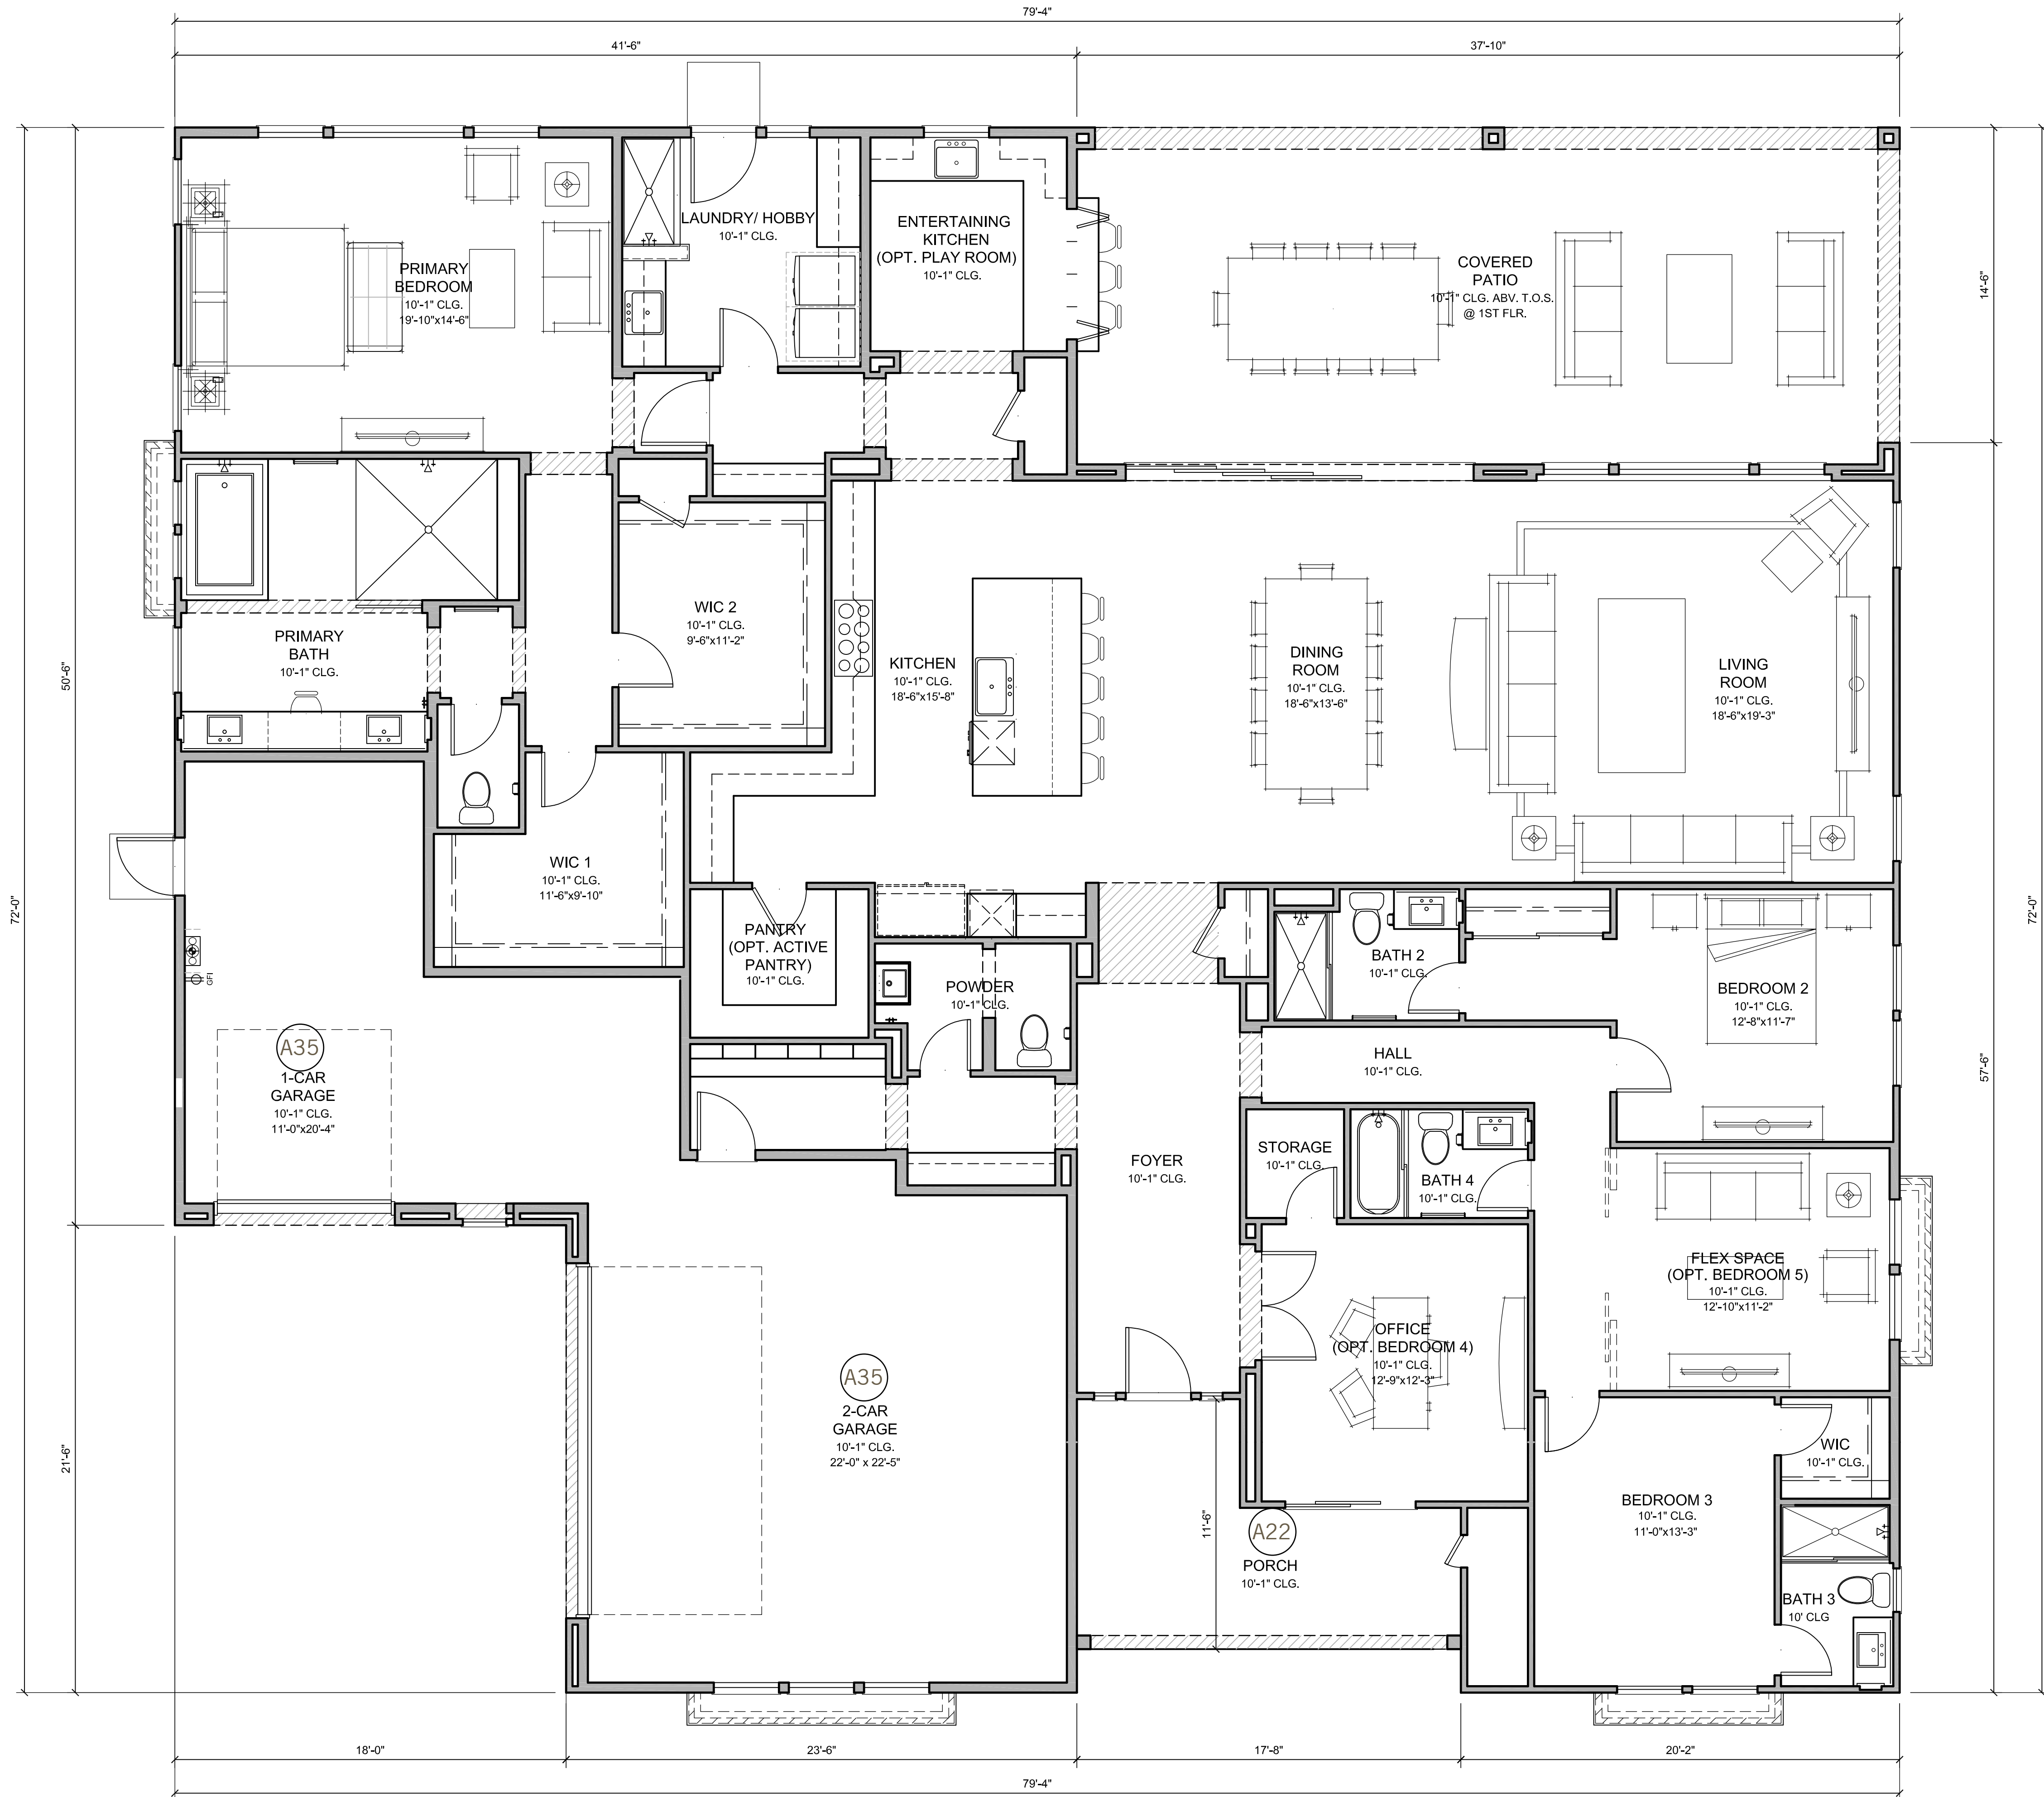 79'-4"
41'-6"
37'-10"
PRIMARY
BEDROOM
10'-1" CLG.
19'-10"x14'-6"
LAUNDRY/ HOBBY
10'-1" CLG.
ENTERTAINING
KITCHEN
(OPT. PLAY ROOM)
10'-1" CLG.
COVERED
PATIO
10'-1" CLG. ABV. T.O.S.
@ 1ST FLR.
14'-6"
50'-6"
72'-0"
PRIMARY
BATH
10'-1" CLG.
WIC 2
10'-1" CLG.
9'-6"x11'-2"
KITCHEN
10'-1" CLG.
18'-6"x15'-8"
DINING
ROOM
10'-1" CLG.
18'-6"x13'-6"
LIVING
ROOM
10'-1" CLG.
18'-6"x19'-3"
WIC 1
10'-1" CLG.
11'-6"x9'-10"
PANTRY
(OPT. ACTIVE
PANTRY)
10'-1" CLG.
POWDER
10'-1" CLG.
BATH 2
10'-1" CLG.
BEDROOM 2
10'-1" CLG.
12'-8"x11'-7"
72'-0"
GFI
A35
1-CAR
GARAGE
10'-1" CLG.
11'-0"x20'-4"
HALL
10'-1" CLG.
57'-6"
FOYER
10'-1" CLG.
STORAGE
10'-1" CLG.
BATH 4
10'-1" CLG.
FLEX SPACE
(OPT. BEDROOM 5)
10'-1" CLG.
12'-10"x11'-2"
OFFICE
(OPT. BEDROOM 4)
10'-1" CLG.
12'-9"x12'-3"
21'-6"
A35
2-CAR
GARAGE
10'-1" CLG.
22'-0" x 22'-5"
WIC
10'-1" CLG.
BEDROOM 3
10'-1" CLG.
11'-0"x13'-3"
11'-6"
A22
PORCH
10'-1" CLG.
BATH 3
10' CLG
18'-0"
23'-6"
17'-8"
20'-2"
79'-4"